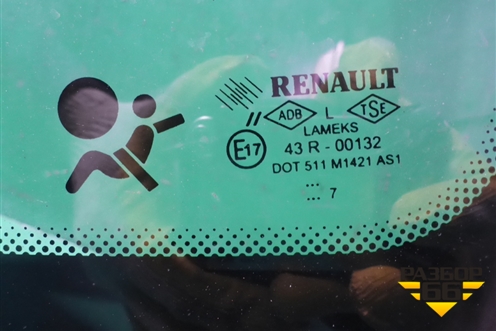 RENAULT
ADB L TSE
LAMEKS
E17 43 R - 00132
DOT 511 M1421 AS1
... 7
РАЗБОР
66